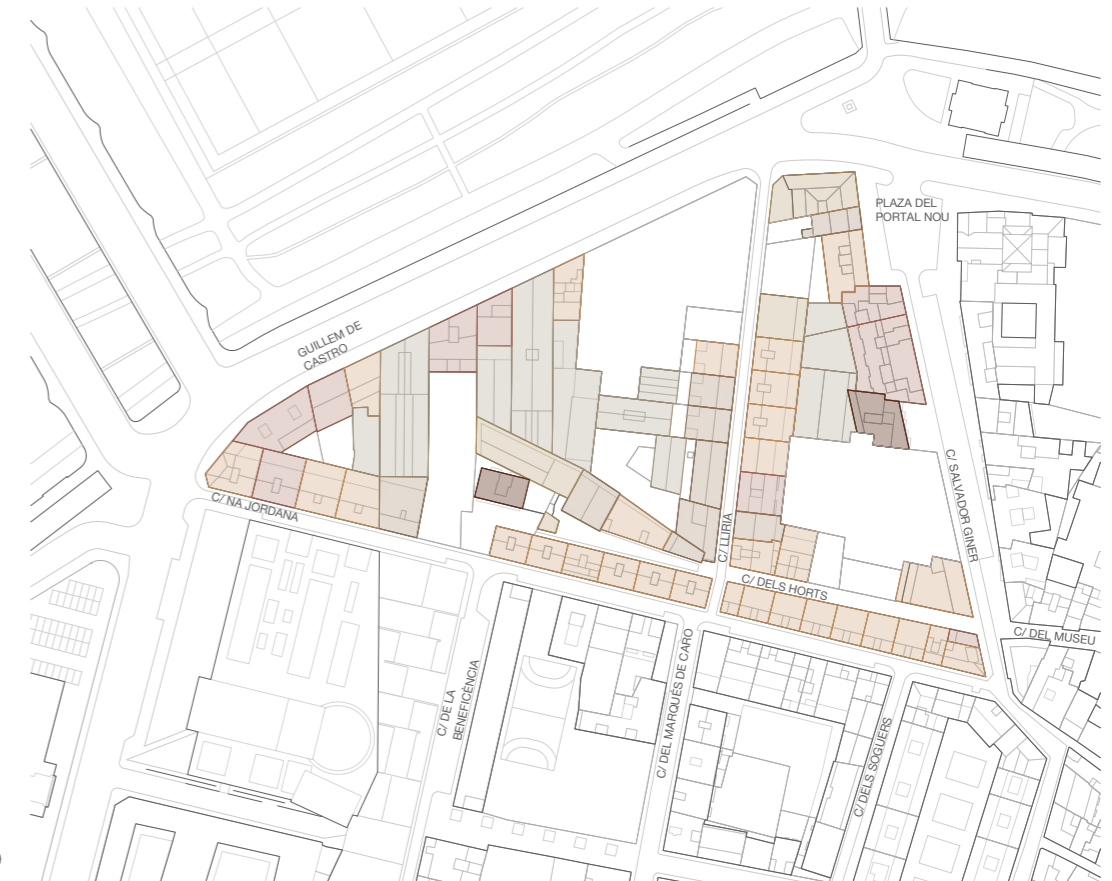 PLAZA DEL
PORTAL NOU
GUILLEM DE
CASTRO
C/ NA JORDANA
C/ LLIRIA
C/ SALVADOR GINER
C/ DELS HORTS
C/ DEL MUSEU
C/ DE LA
BENEFICÈNCIA
C/ DEL MARQUÉS DE CARO
C/ DELS SOGUERS